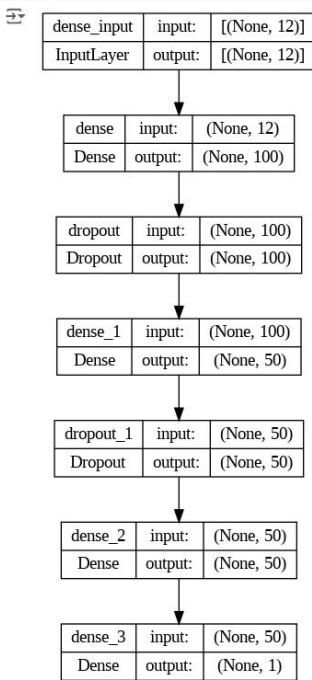 dense_input input: [(None, 12)]
InputLayer output: [(None, 12)]
dense input: (None, 12)
Dense output: (None, 100)
dropout input: (None, 100)
Dropout output: (None, 100)
dense_1 input: (None, 100)
Dense output: (None, 50)
dropout_1 input: (None, 50)
Dropout output: (None, 50)
dense_2 input: (None, 50)
Dense output: (None, 50)
dense_3 input: (None, 50)
Dense output: (None, 1)